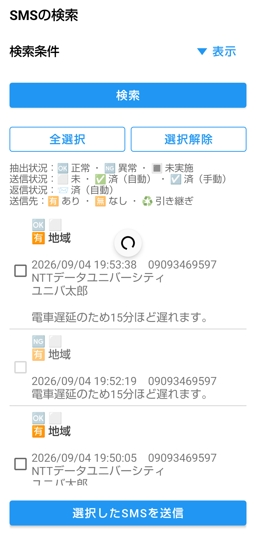 SMSの検索
検索条件 ▼ 表示
検索
全選択 選択解除
抽出状況：🆗 正常 ・ 🆖 異常 ・ 🔳 未実施
送信状況：⬜ 未 ・ ✅ 済（自動） ・ ☑️ 済（手動）
返信状況：📨 済（自動）
送信先：🈶 あり ・ 🈚 なし ・ ♻️ 引き継ぎ
🆗 ⬜
🈶 地域
2026/09/04 19:53:38 09093469597
NTTデータユニバーシティ
ユニバ太郎
電車遅延のため15分ほど遅れます。
🆖 ⬜
🈶 地域
2026/09/04 19:52:19 09093469597
電車遅延のため15分ほど遅れます。
🆗 ⬜
🈶 地域
2026/09/04 19:50:05 09093469597
NTTデータユニバーシティ
ユニバ太郎
選択したSMSを送信